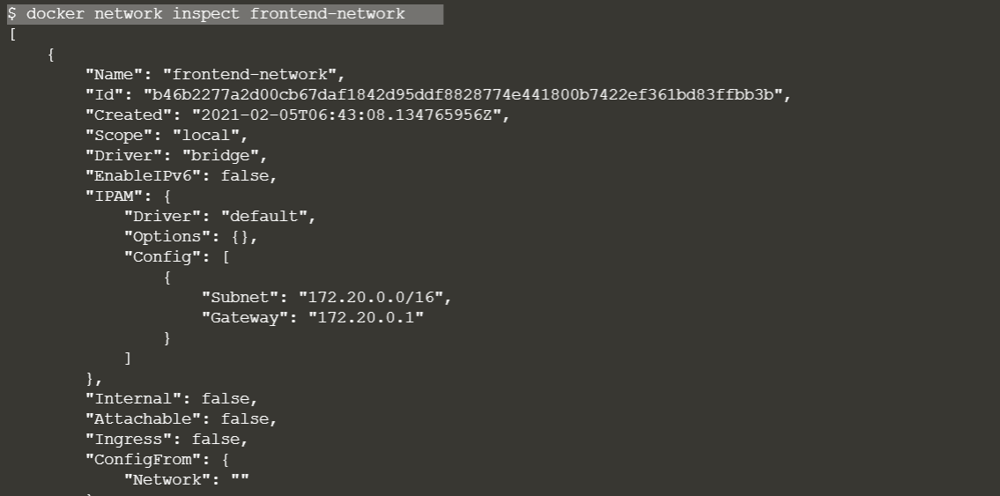 $ docker network inspect frontend-network
[
    {
        "Name": "frontend-network",
        "Id": "b46b2277a2d00cb67daf1842d95ddf8828774e441800b7422ef361bd83ffbb3b",
        "Created": "2021-02-05T06:43:08.134765956Z",
        "Scope": "local",
        "Driver": "bridge",
        "EnableIPv6": false,
        "IPAM": {
            "Driver": "default",
            "Options": {},
            "Config": [
                {
                    "Subnet": "172.20.0.0/16",
                    "Gateway": "172.20.0.1"
                }
            ]
        },
        "Internal": false,
        "Attachable": false,
        "Ingress": false,
        "ConfigFrom": {
            "Network": ""